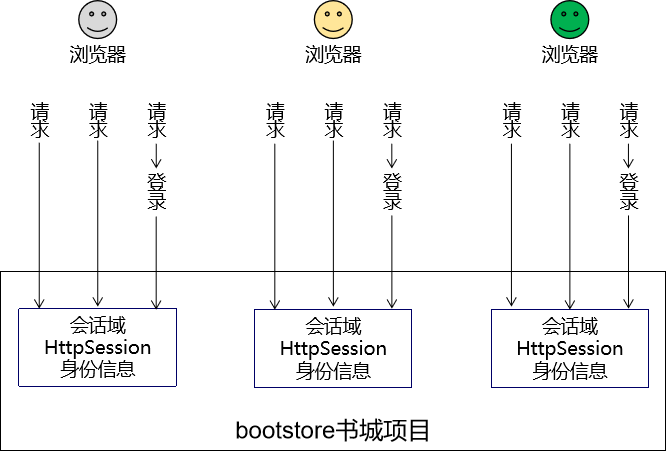 浏览器
浏览器
浏览器
请求
请求
请求
登录
请求
请求
请求
登录
请求
请求
请求
登录
会话域
HttpSession
身份信息
会话域
HttpSession
身份信息
会话域
HttpSession
身份信息
bootstore书城项目